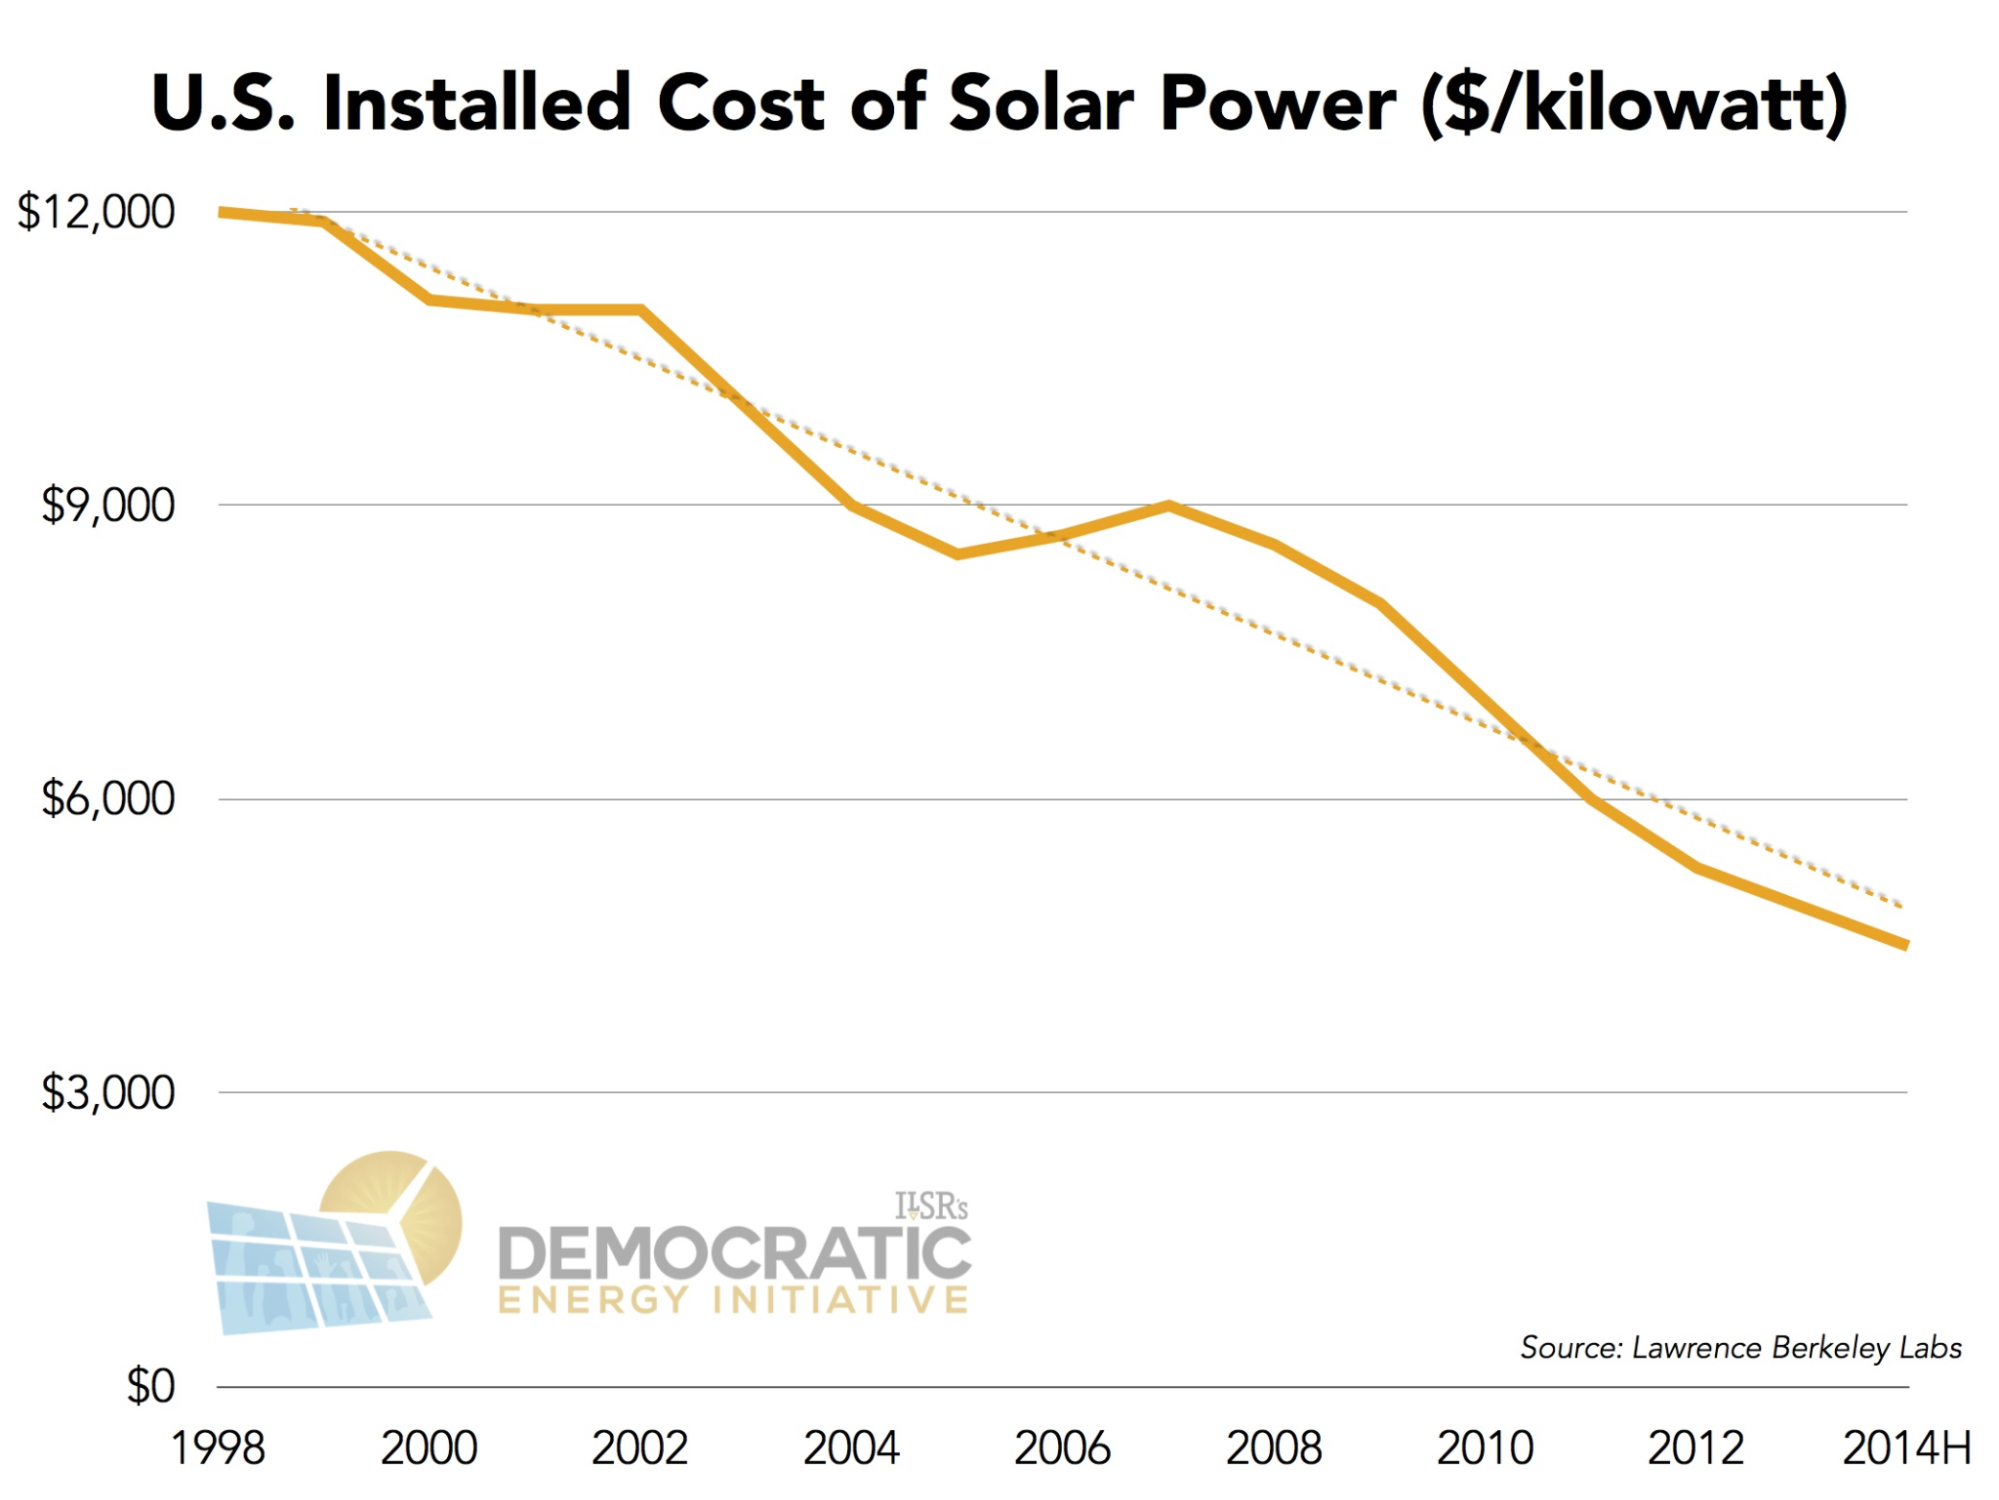 U.S. Installed Cost of Solar Power ($/kilowatt)
$12,000
$9,000
$6,000
$3,000
$0
ILSR's
DEMOCRATIC
ENERGY INITIATIVE
Source: Lawrence Berkeley Labs
1998 2000 2002 2004 2006 2008 2010 2012 2014H